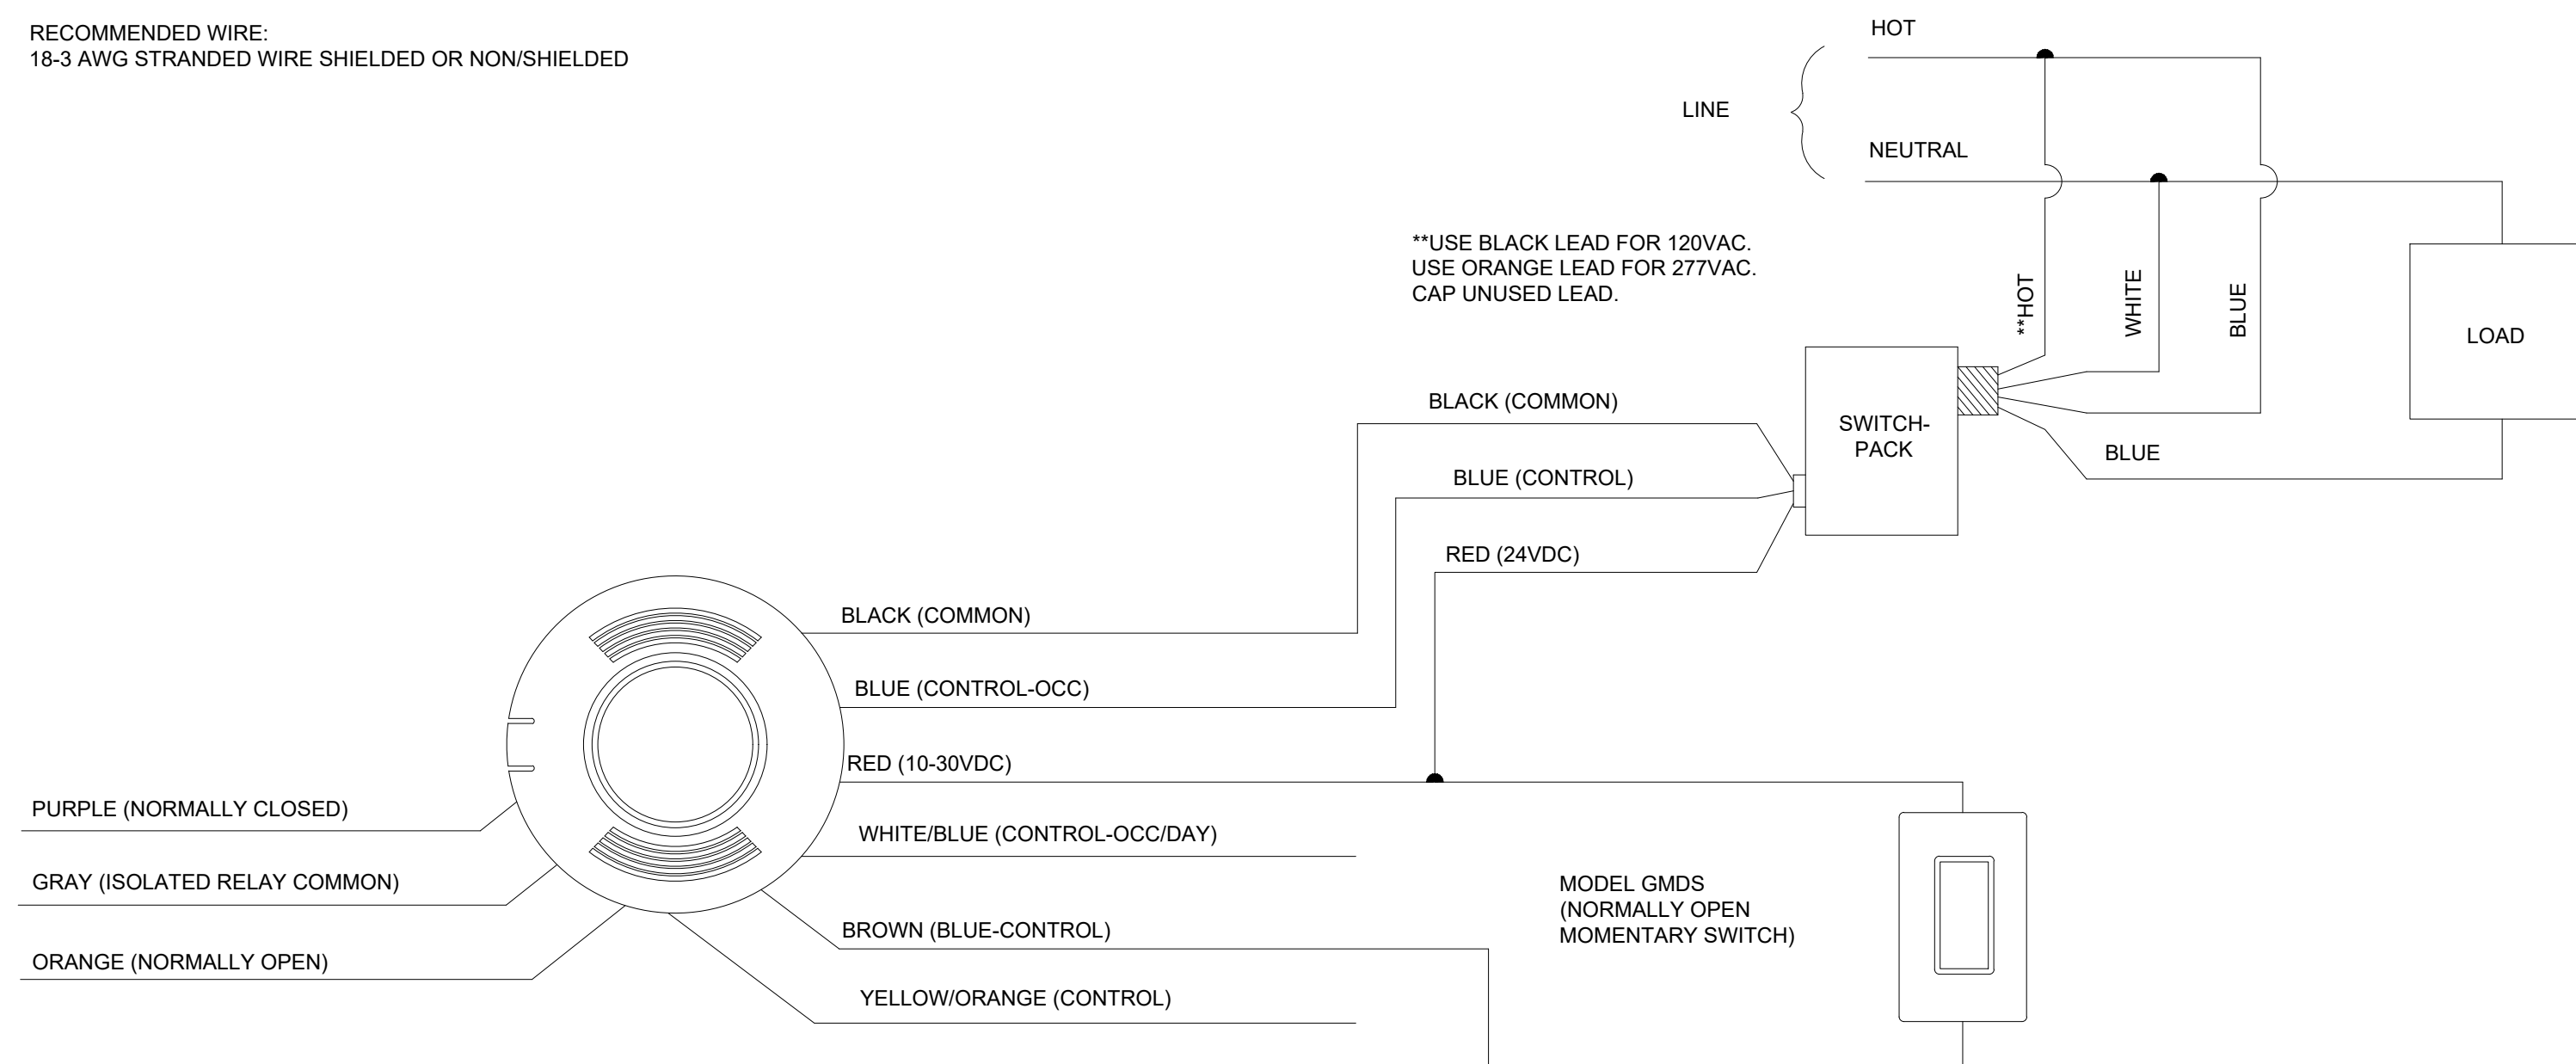 RECOMMENDED WIRE:
18-3 AWG STRANDED WIRE SHIELDED OR NON/SHIELDED
HOT
LINE
NEUTRAL
**USE BLACK LEAD FOR 120VAC.
USE ORANGE LEAD FOR 277VAC.
CAP UNUSED LEAD.
**HOT
WHITE
BLUE
LOAD
BLACK (COMMON)
SWITCH-
PACK
BLUE
BLUE (CONTROL)
RED (24VDC)
BLACK (COMMON)
BLUE (CONTROL-OCC)
RED (10-30VDC)
PURPLE (NORMALLY CLOSED)
WHITE/BLUE (CONTROL-OCC/DAY)
GRAY (ISOLATED RELAY COMMON)
MODEL GMDS
(NORMALLY OPEN
MOMENTARY SWITCH)
BROWN (BLUE-CONTROL)
ORANGE (NORMALLY OPEN)
YELLOW/ORANGE (CONTROL)